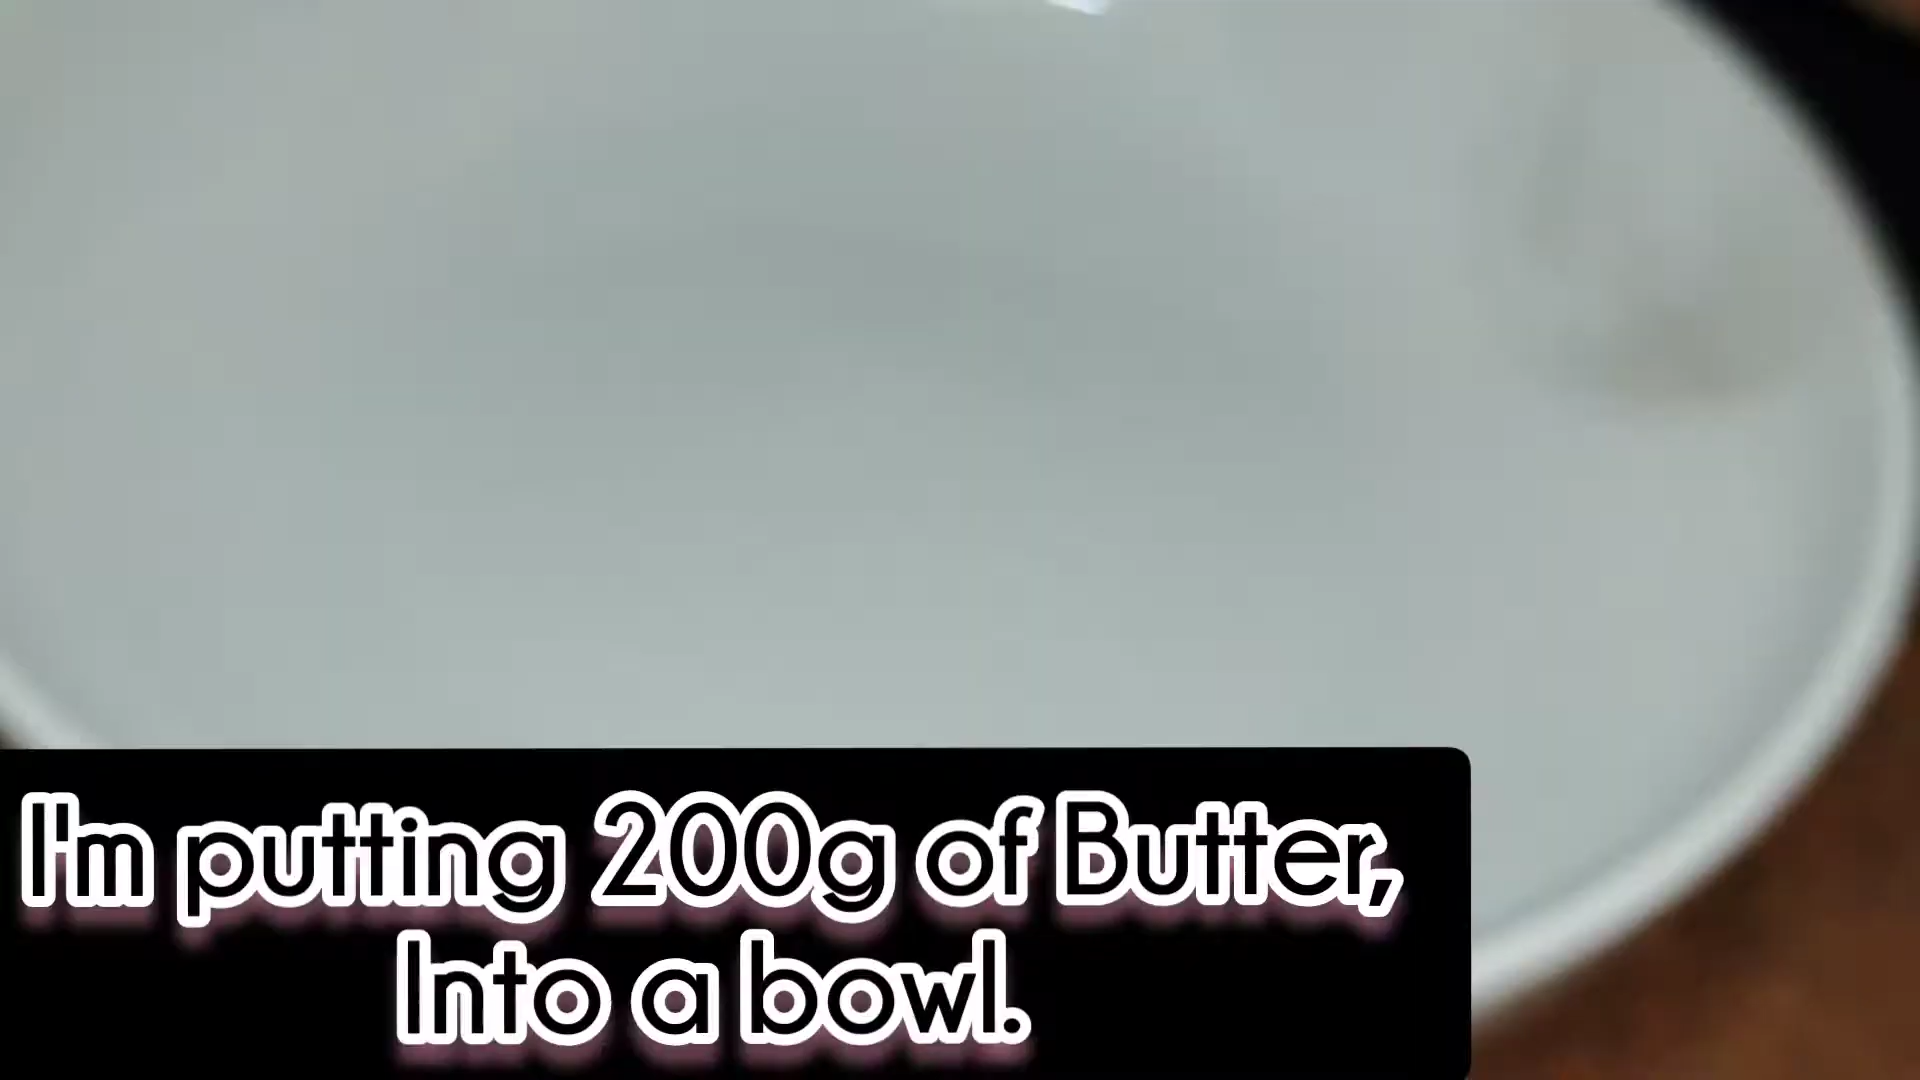 I'm putting 200g of Butter,
Into a bowl.